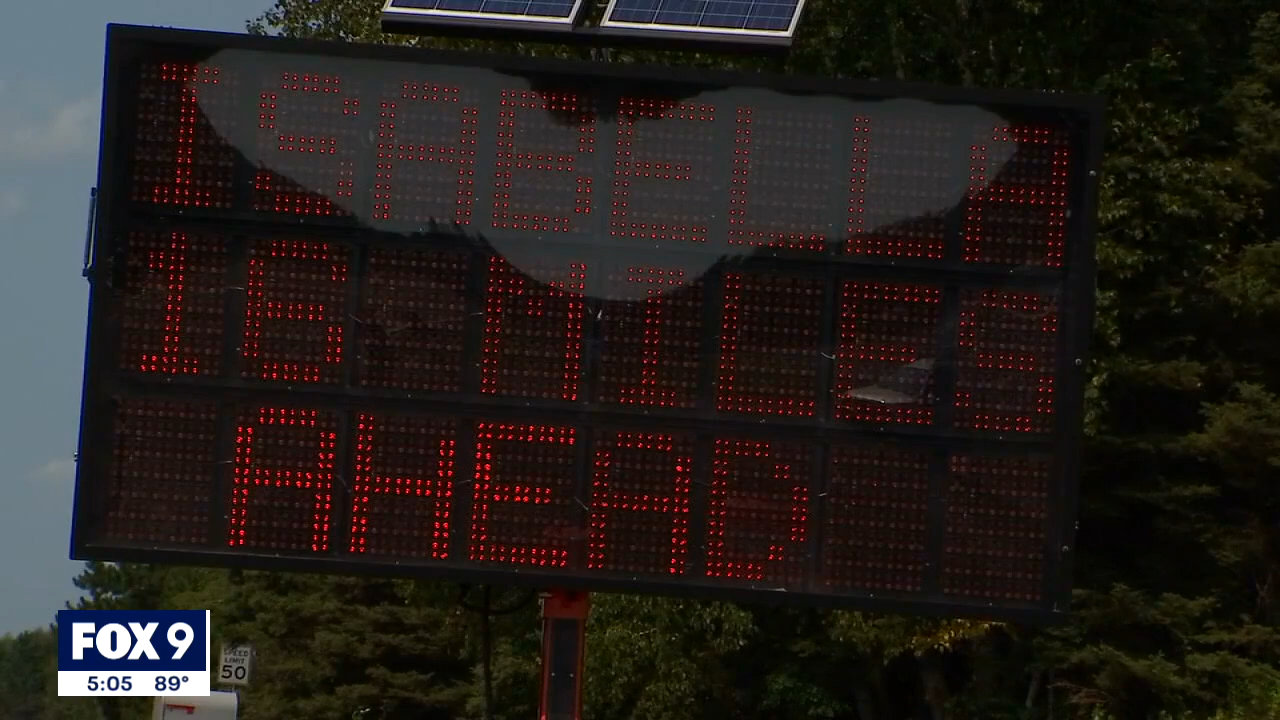 ISABELLA
16 MILES
AHEAD
FOX 9
5:05 89°
SPEED
LIMIT
50